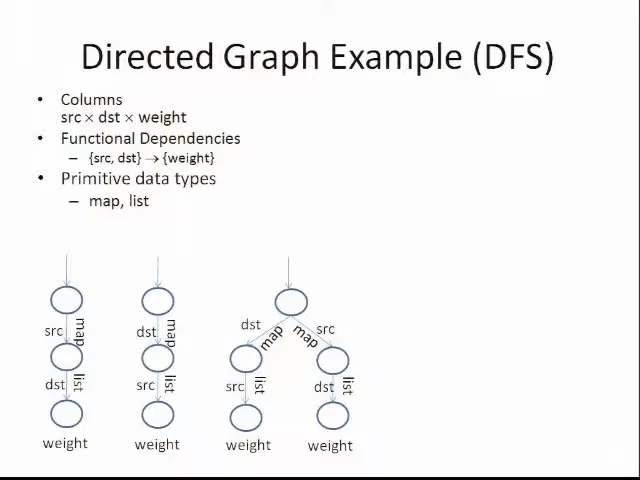 Directed Graph Example (DFS)
• Columns
src × dst × weight
• Functional Dependencies
– {src, dst} → {weight}
• Primitive data types
– map, list
src map dst list weight
dst map src list weight
dst map src list weight
map src dst list weight